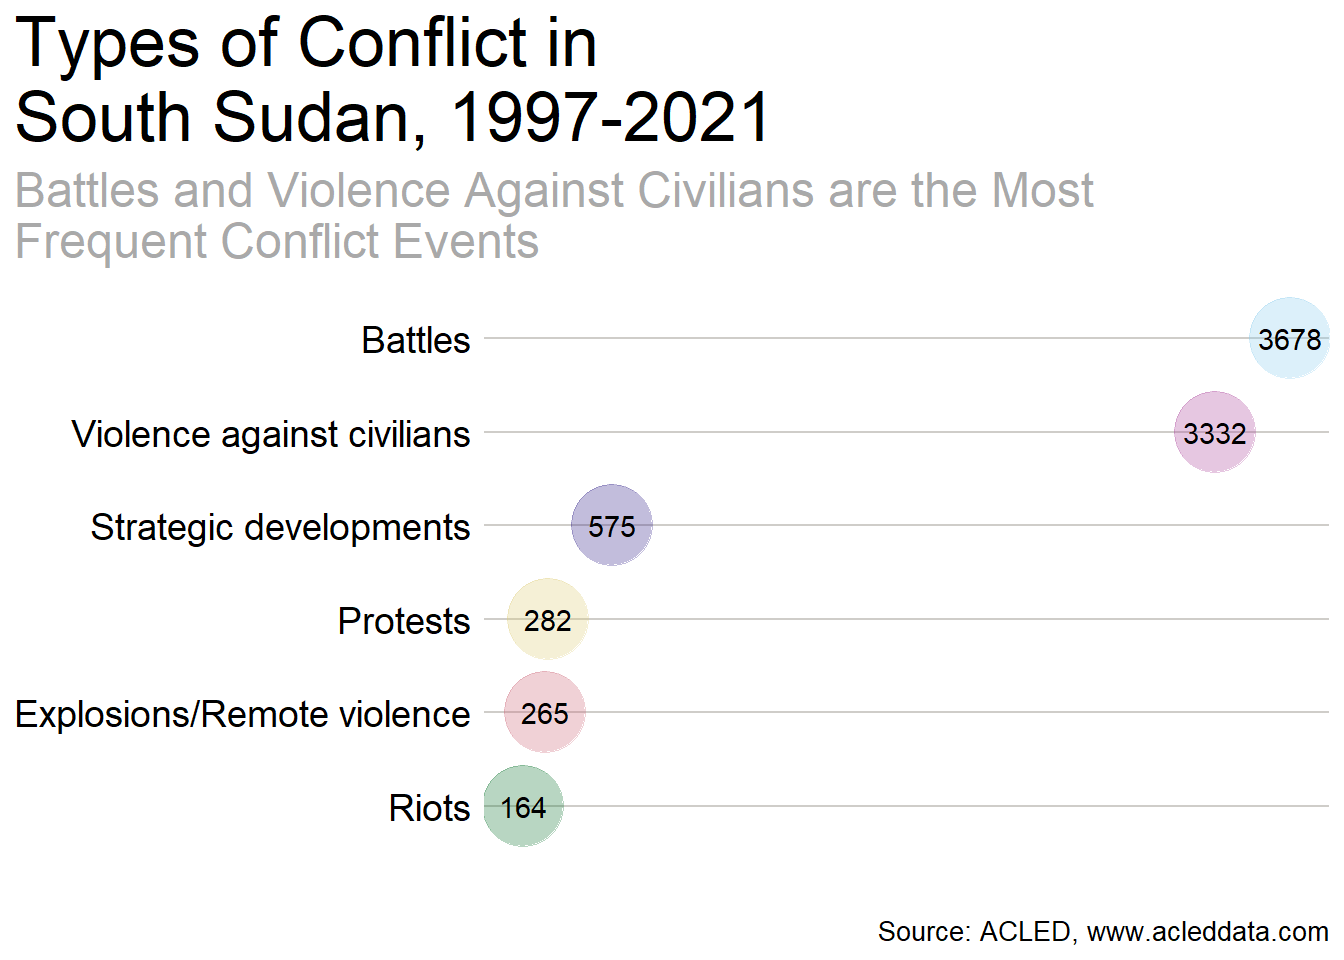 Types of Conflict in
South Sudan, 1997-2021
Battles and Violence Against Civilians are the Most
Frequent Conflict Events
Battles 3678
Violence against civilians 3332
Strategic developments 575
Protests 282
Explosions/Remote violence 265
Riots 164
Source: ACLED, www.acleddata.com